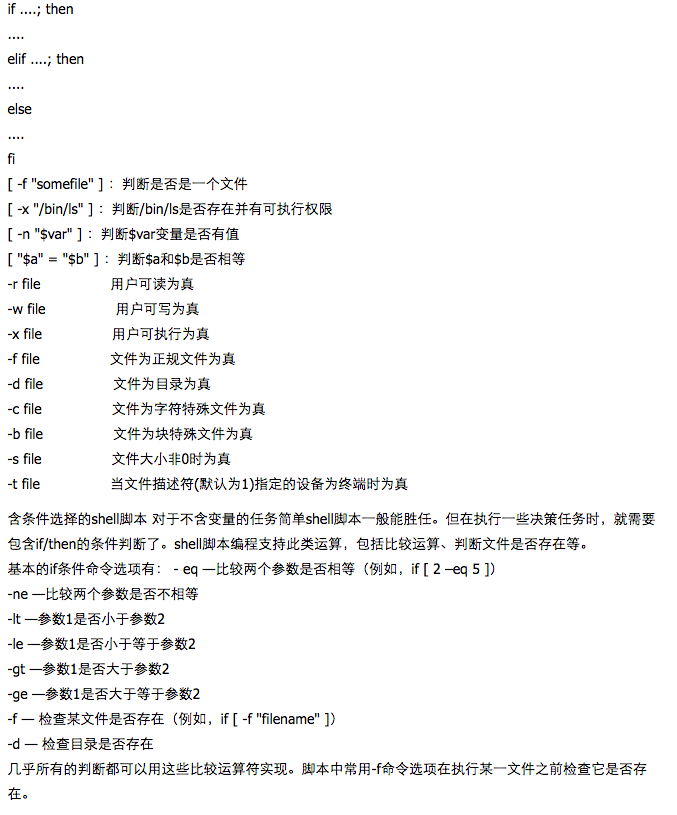 if ....; then
....
elif ....; then
....
else
....
fi
[ -f "somefile" ] ：判断是否是一个文件
[ -x "/bin/ls" ] ：判断/bin/ls是否存在并有可执行权限
[ -n "$var" ] ：判断$var变量是否有值
[ "$a" = "$b" ] ：判断$a和$b是否相等
-r file 用户可读为真
-w file 用户可写为真
-x file 用户可执行为真
-f file 文件为正规文件为真
-d file 文件为目录为真
-c file 文件为字符特殊文件为真
-b file 文件为块特殊文件为真
-s file 文件大小非0时为真
-t file 当文件描述符(默认为1)指定的设备为终端时为真
含条件选择的shell脚本 对于不含变量的任务简单shell脚本一般能胜任。但在执行一些决策任务时，就需要
包含if/then的条件判断了。shell脚本编程支持此类运算，包括比较运算、判断文件是否存在等。
基本的if条件命令选项有： - eq —比较两个参数是否相等（例如，if [ 2 –eq 5 ]）
-ne —比较两个参数是否不相等
-lt —参数1是否小于参数2
-le —参数1是否小于等于参数2
-gt —参数1是否大于参数2
-ge —参数1是否大于等于参数2
-f — 检查某文件是否存在（例如，if [ -f "filename" ]）
-d — 检查目录是否存在
几乎所有的判断都可以用这些比较运算符实现。脚本中常用-f命令选项在执行某一文件之前检查它是否存
在。